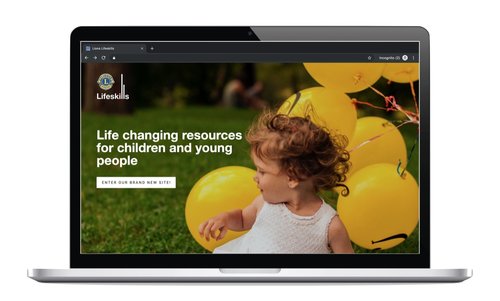 Lions Lifeskills
Incognito (2)
L
Lifeskills
Life changing resources
for children and young
people
ENTER OUR BRAND NEW SITE!